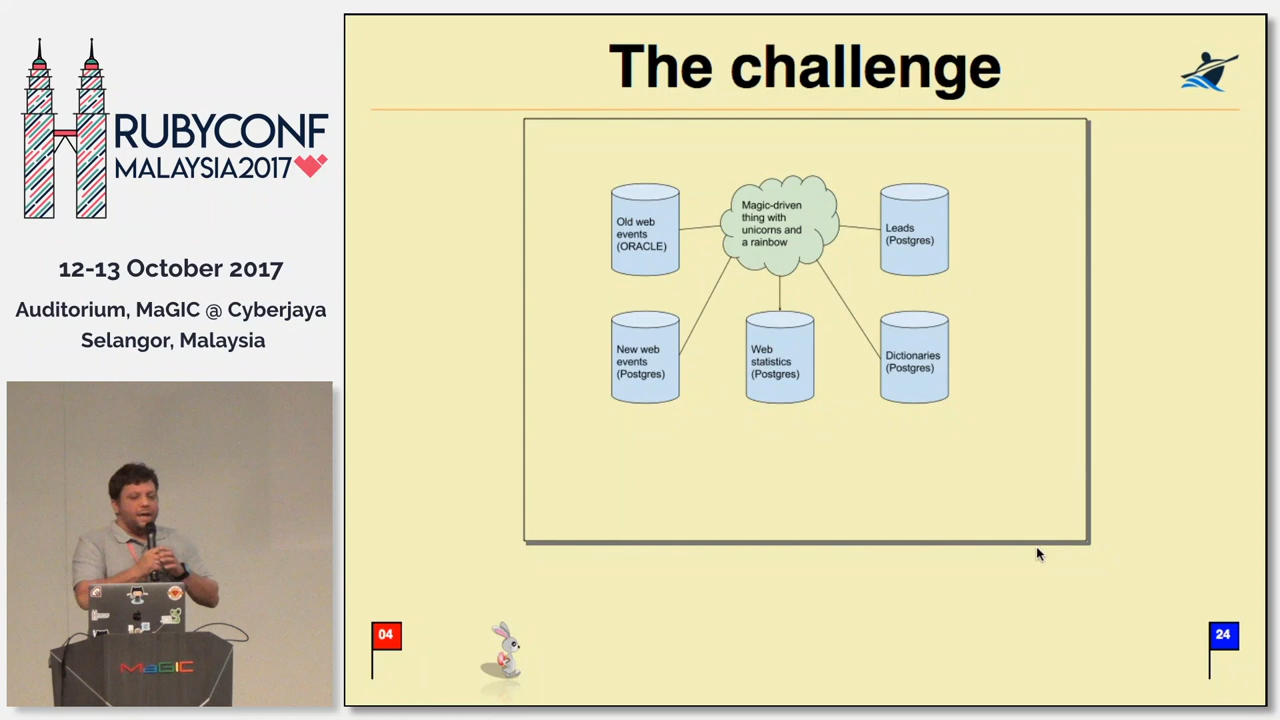 RUBYCONF
MALAYSIA2017
12-13 October 2017
Auditorium, MaGIC @ Cyberjaya
Selangor, Malaysia
MaGIC
The challenge
Old web
events
(ORACLE)
Magic-driven
thing with
unicorns and
a rainbow
Leads
(Postgres)
New web
events
(Postgres)
Web
statistics
(Postgres)
Dictionaries
(Postgres)
04
24